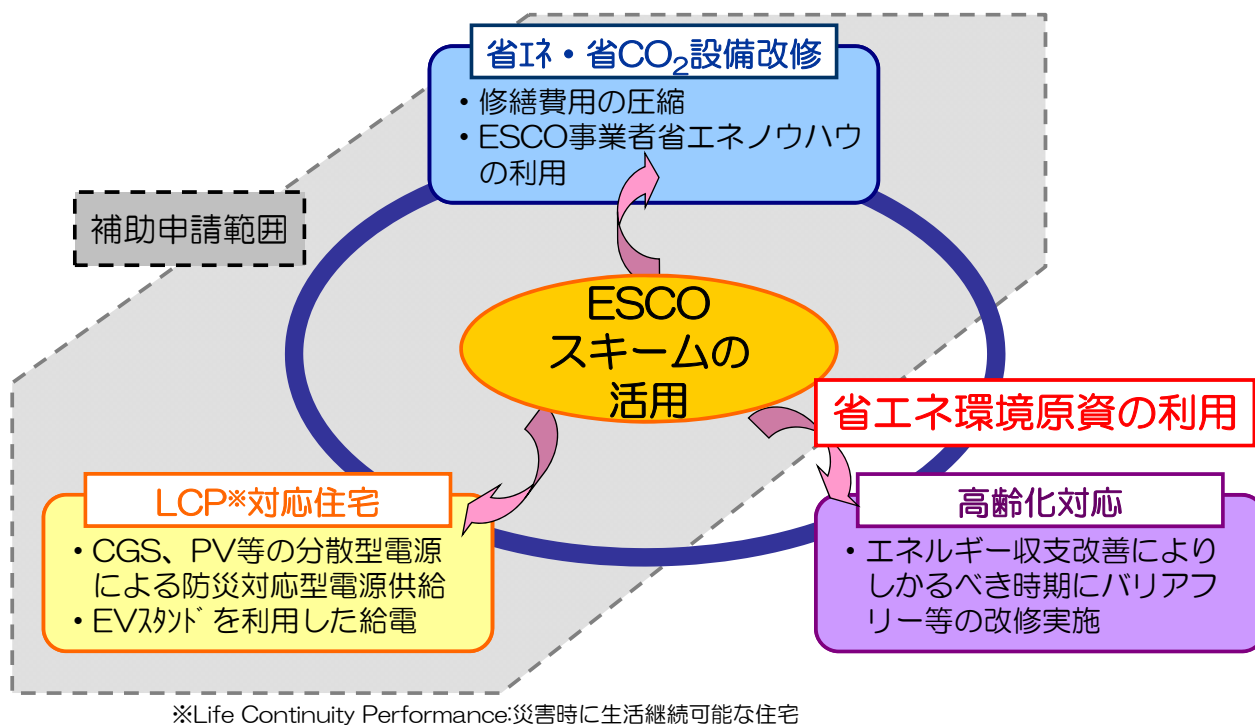 省ｴﾈ・省CO₂設備改修
・修繕費用の圧縮
・ESCO事業者省エネノウハウ
の利用
補助申請範囲
ESCO
スキームの
活用
省エネ環境原資の利用
LCP※対応住宅
・CGS、PV等の分散型電源
による防災対応型電源供給
・EVｽﾀﾝﾄﾞを利用した給電
高齢化対応
・エネルギー収支改善により
しかるべき時期にバリアフ
リー等の改修実施
※Life Continuity Performance:災害時に生活継続可能な住宅